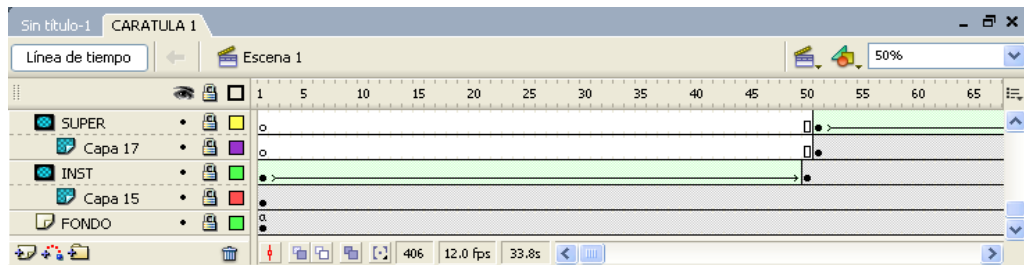 Sin título-1 CARATULA 1
Línea de tiempo Escena 1 50%
1 5 10 15 20 25 30 35 40 45 50 55 60 65
SUPER
Capa 17
INST
Capa 15
FONDO
a
406 12.0 fps 33.8s